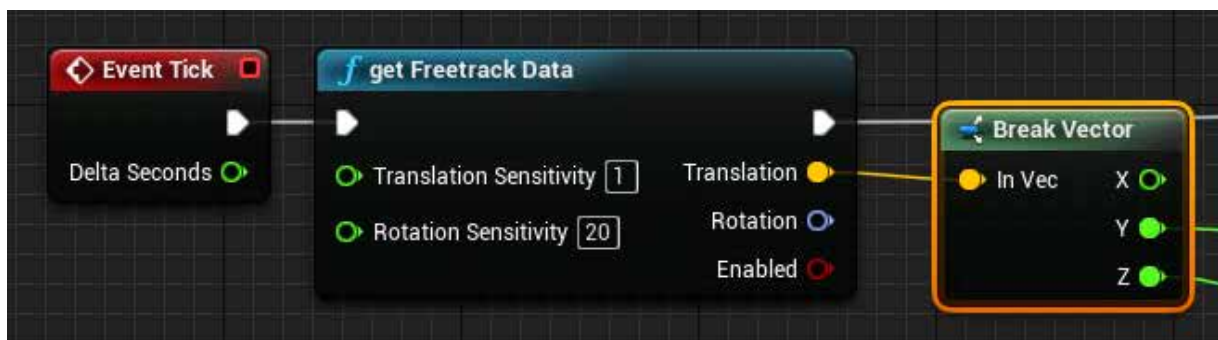 Event Tick
Delta Seconds
f get Freetrack Data
Translation Sensitivity 1
Rotation Sensitivity 20
Translation
Rotation
Enabled
Break Vector
In Vec
X
Y
Z